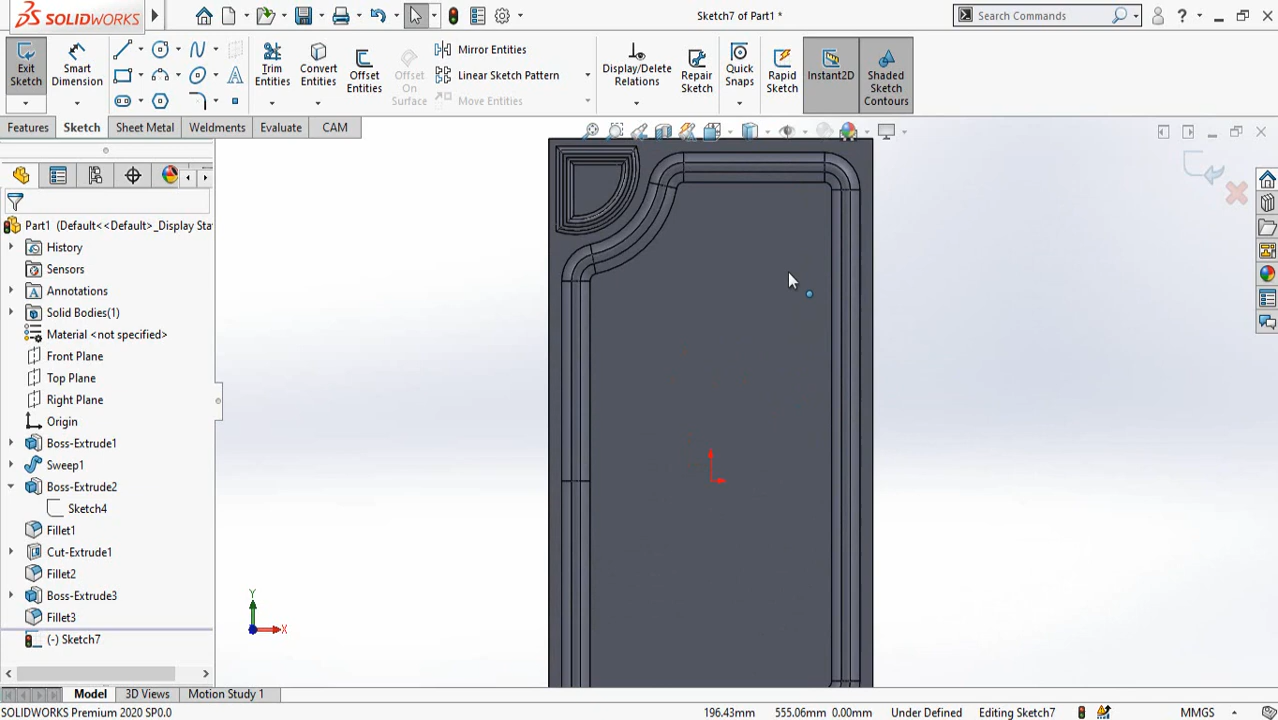 SOLIDWORKS
Sketch7 of Part1 *
Search Commands
Exit Sketch
Smart Dimension
Trim Entities
Convert Entities
Offset Entities
Offset On Surface
Mirror Entities
Linear Sketch Pattern
Move Entities
Display/Delete Relations
Repair Sketch
Quick Snaps
Rapid Sketch
Instant2D
Shaded Sketch Contours
Features
Sketch
Sheet Metal
Weldments
Evaluate
CAM
Part1 (Default<<Default>_Display Sta
History
Sensors
Annotations
Solid Bodies(1)
Material <not specified>
Front Plane
Top Plane
Right Plane
Origin
Boss-Extrude1
Sweep1
Boss-Extrude2
Sketch4
Fillet1
Cut-Extrude1
Fillet2
Boss-Extrude3
Fillet3
(-) Sketch7
Y
X
Model
3D Views
Motion Study 1
SOLIDWORKS Premium 2020 SP0.0
196.43mm
555.06mm 0.00mm
Under Defined
Editing Sketch7
MMGS